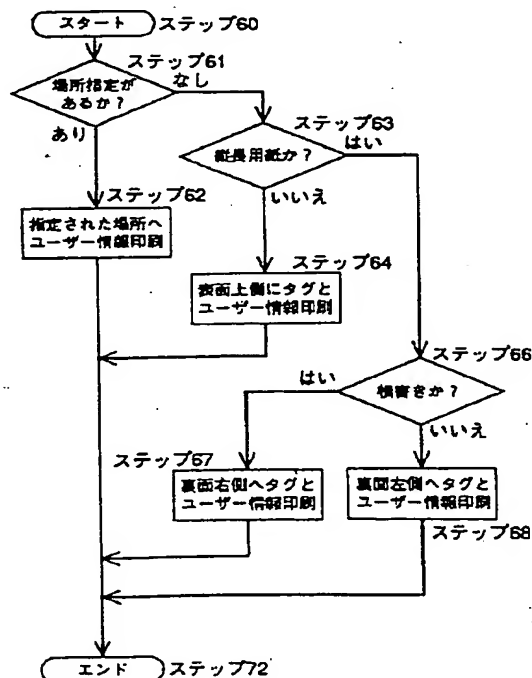 スタート ステップ60
ステップ61
場所指定が
あるか?
なし
あり
ステップ63
縦長用紙か?
はい
いいえ
ステップ62
指定された場所へ
ユーザー情報印刷
ステップ64
表面上側にタグと
ユーザー情報印刷
ステップ66
横書きか?
はい
いいえ
ステップ67
裏面右側へタグと
ユーザー情報印刷
裏面左側へタグと
ユーザー情報印刷
ステップ68
エンド ステップ72